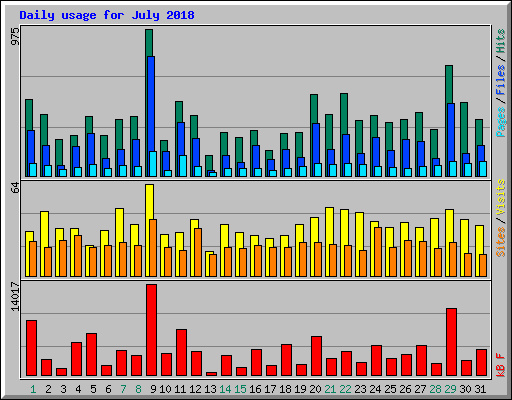 Daily usage for July 2018
975
64
14017
Pages / Files / Hits
Sites / Visits
kB F
1 2 3 4 5 6 7 8 9 10 11 12 13 14 15 16 17 18 19 20 21 22 23 24 25 26 27 28 29 30 31